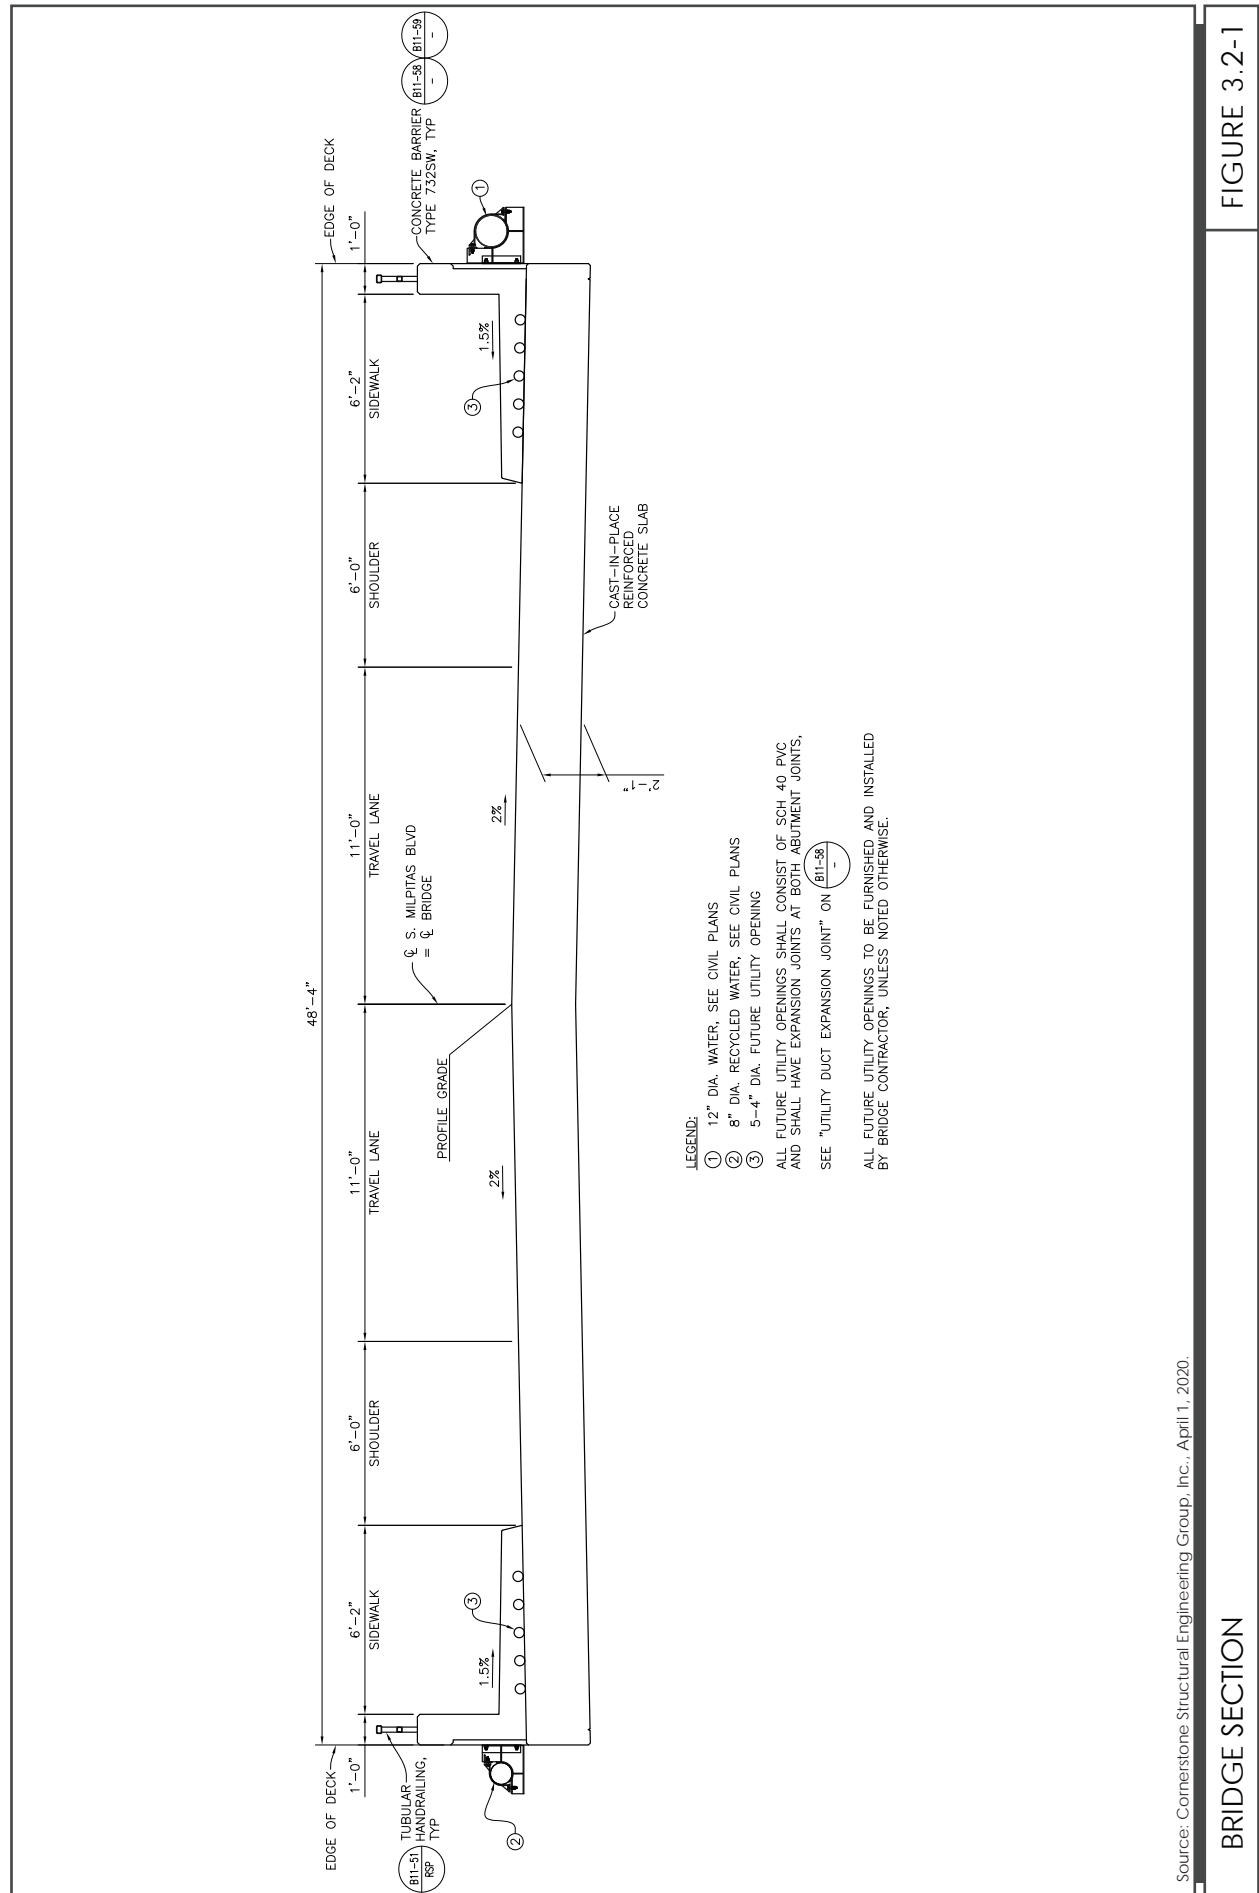 48'-4"
EDGE OF DECK
1'-0"
6'-2"
SIDEWALK
6'-0"
SHOULDER
11'-0"
TRAVEL LANE
11'-0"
TRAVEL LANE
6'-0"
SHOULDER
6'-2"
SIDEWALK
1'-0"
EDGE OF DECK
B11-51
RSP
TUBULAR
HANDRAILING,
TYP
1.5%
3
2%
PROFILE GRADE
℄ S. MILPITAS BLVD
= ℄ BRIDGE
2%
1.5%
3
CONCRETE BARRIER
TYPE 732SW, TYP
B11-58
-
B11-59
-
1
2
2'-1"
CAST-IN-PLACE
REINFORCED
CONCRETE SLAB
LEGEND:
1 12" DIA. WATER, SEE CIVIL PLANS
2 8" DIA. RECYCLED WATER, SEE CIVIL PLANS
3 5-4" DIA. FUTURE UTILITY OPENING
ALL FUTURE UTILITY OPENINGS SHALL CONSIST OF SCH 40 PVC
AND SHALL HAVE EXPANSION JOINTS AT BOTH ABUTMENT JOINTS,
SEE "UTILITY DUCT EXPANSION JOINT" ON B11-58 -
ALL FUTURE UTILITY OPENINGS TO BE FURNISHED AND INSTALLED
BY BRIDGE CONTRACTOR, UNLESS NOTED OTHERWISE.
Source: Cornerstone Structural Engineering Group, Inc., April 1, 2020.
BRIDGE SECTION
FIGURE 3.2-1